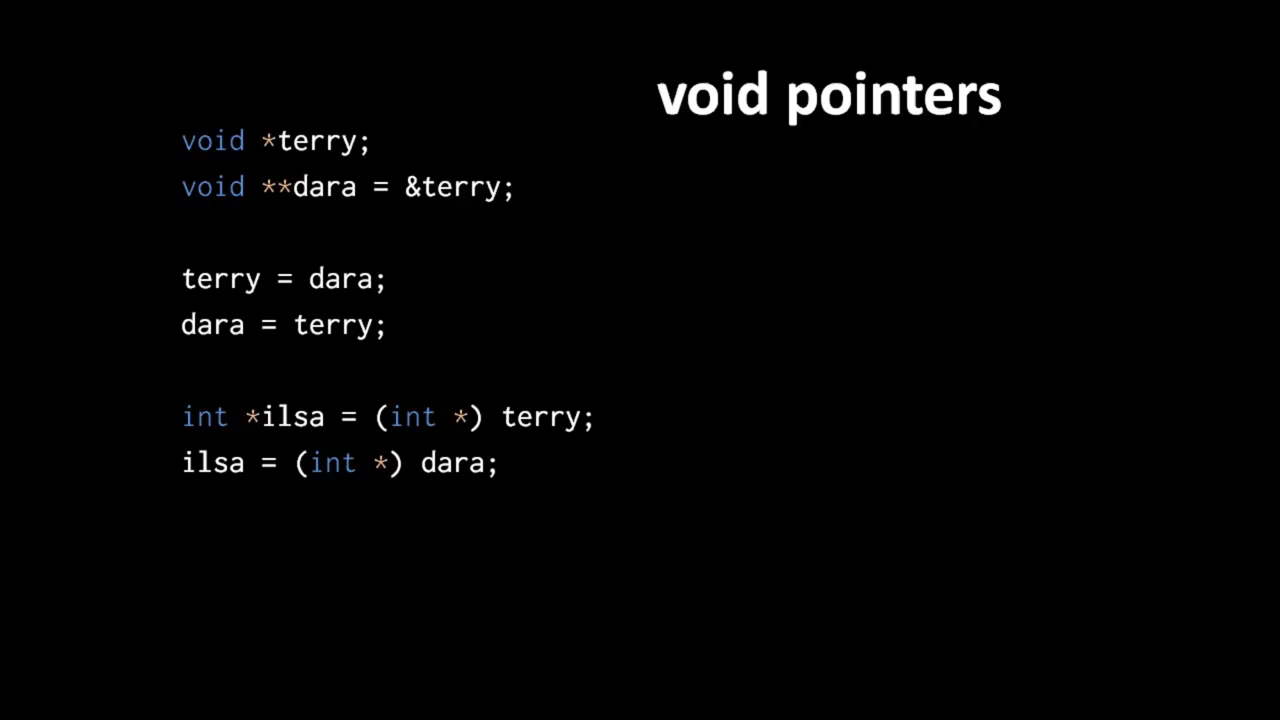 void pointers
void *terry;
void **dara = &terry;
terry = dara;
dara = terry;
int *ilsa = (int *) terry;
ilsa = (int *) dara;